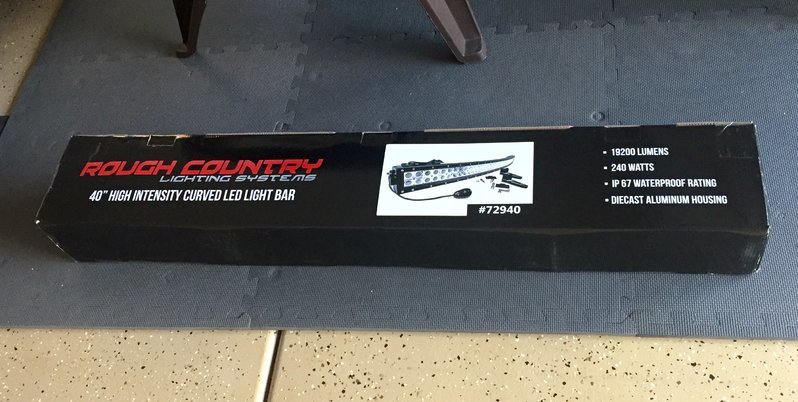 ROUGH COUNTRY
LIGHTING SYSTEMS
40" HIGH INTENSITY CURVED LED LIGHT BAR
#72940
▪ 19200 LUMENS
▪ 240 WATTS
▪ IP 67 WATERPROOF RATING
▪ DIECAST ALUMINUM HOUSING